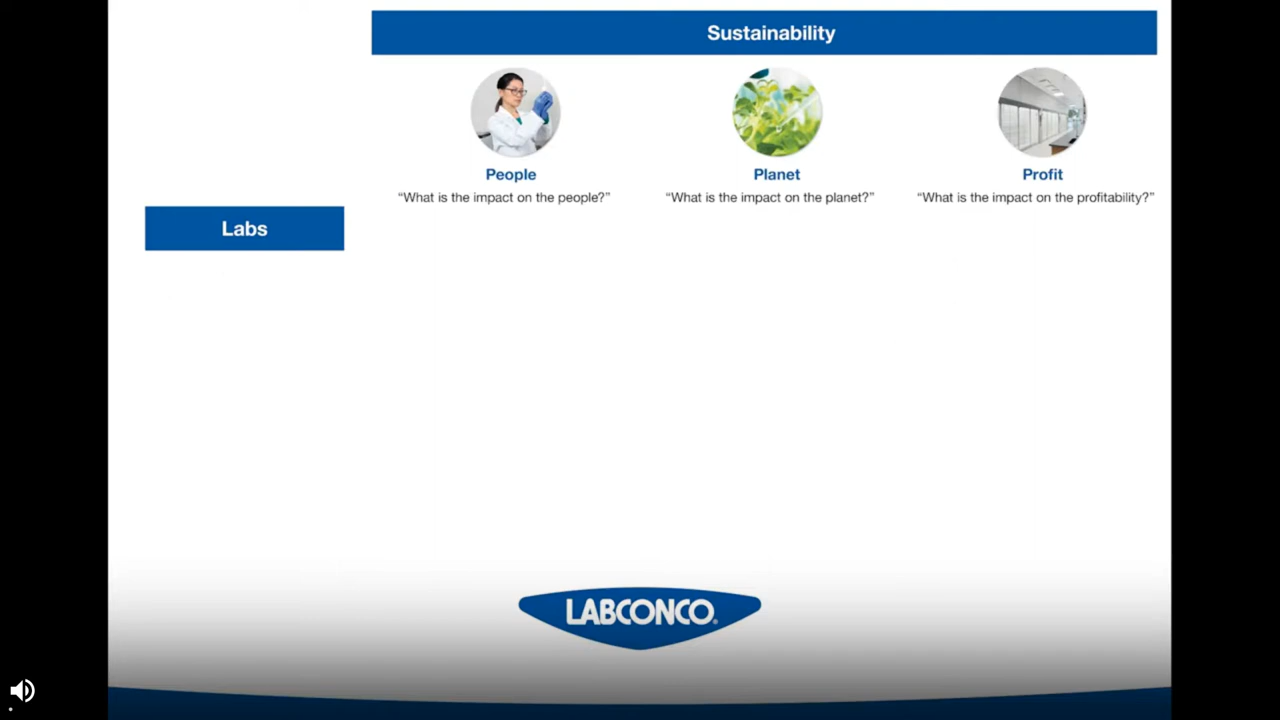 Sustainability
People
Planet
Profit
“What is the impact on the people?”
“What is the impact on the planet?”
“What is the impact on the profitability?”
Labs
LABCONCO®